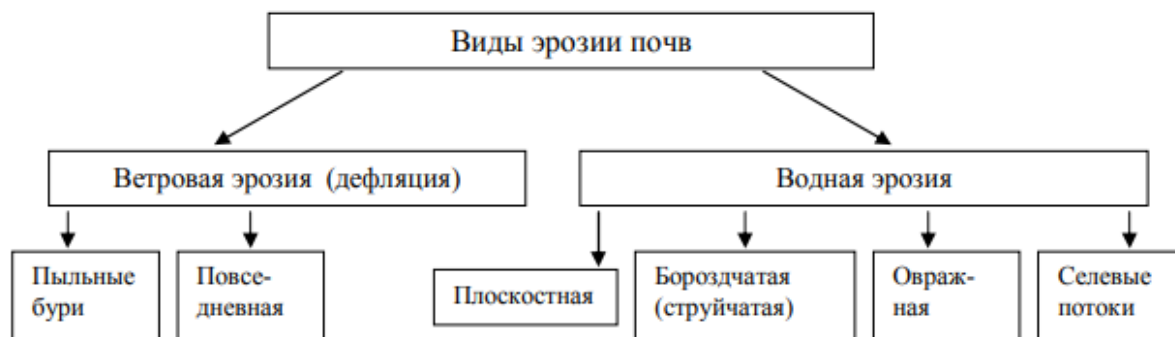 Виды эрозии почв
Ветровая эрозия (дефляция)
Водная эрозия
Пыльные
бури
Повсе-
дневная
Плоскостная
Бороздчатая
(струйчатая)
Овраж-
ная
Селевые
потоки